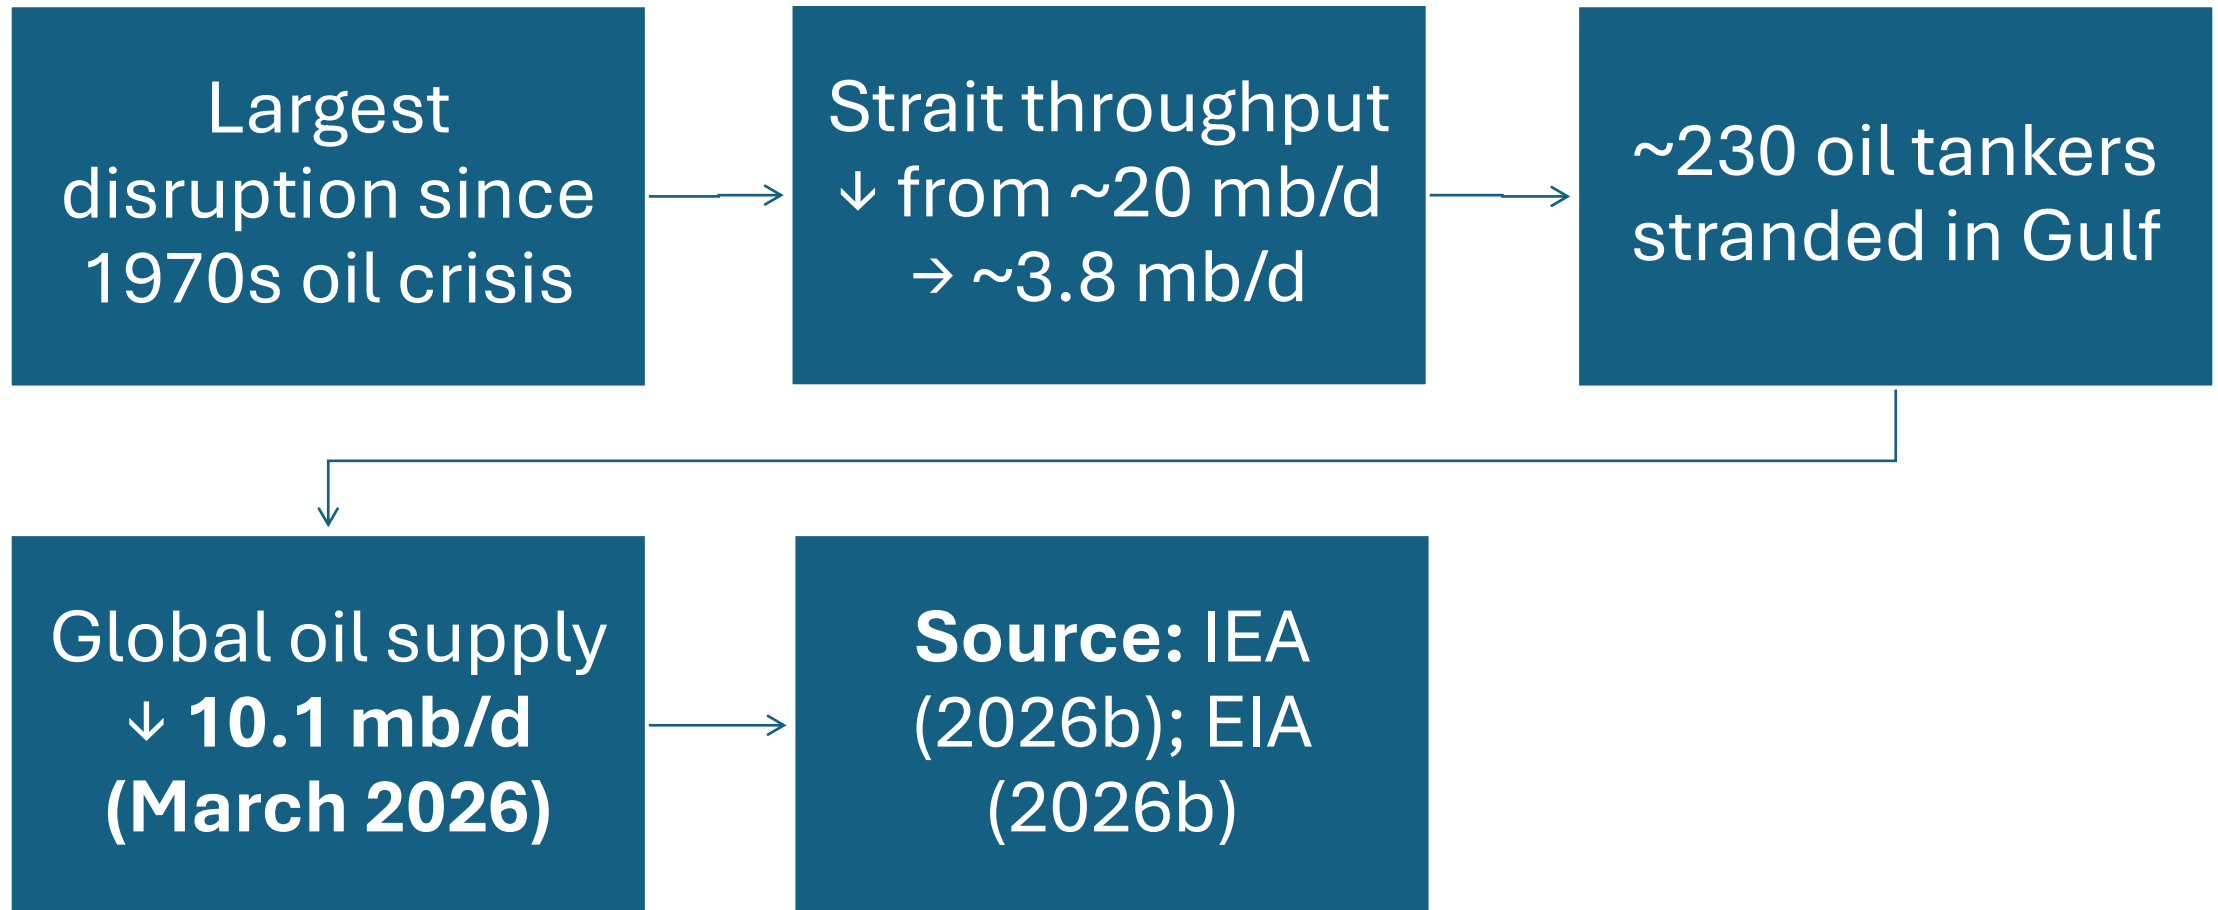 Largest
disruption since
1970s oil crisis
Strait throughput
↓ from ~20 mb/d
→ ~3.8 mb/d
~230 oil tankers
stranded in Gulf
Global oil supply
↓ 10.1 mb/d
(March 2026)
Source: IEA
(2026b); EIA
(2026b)